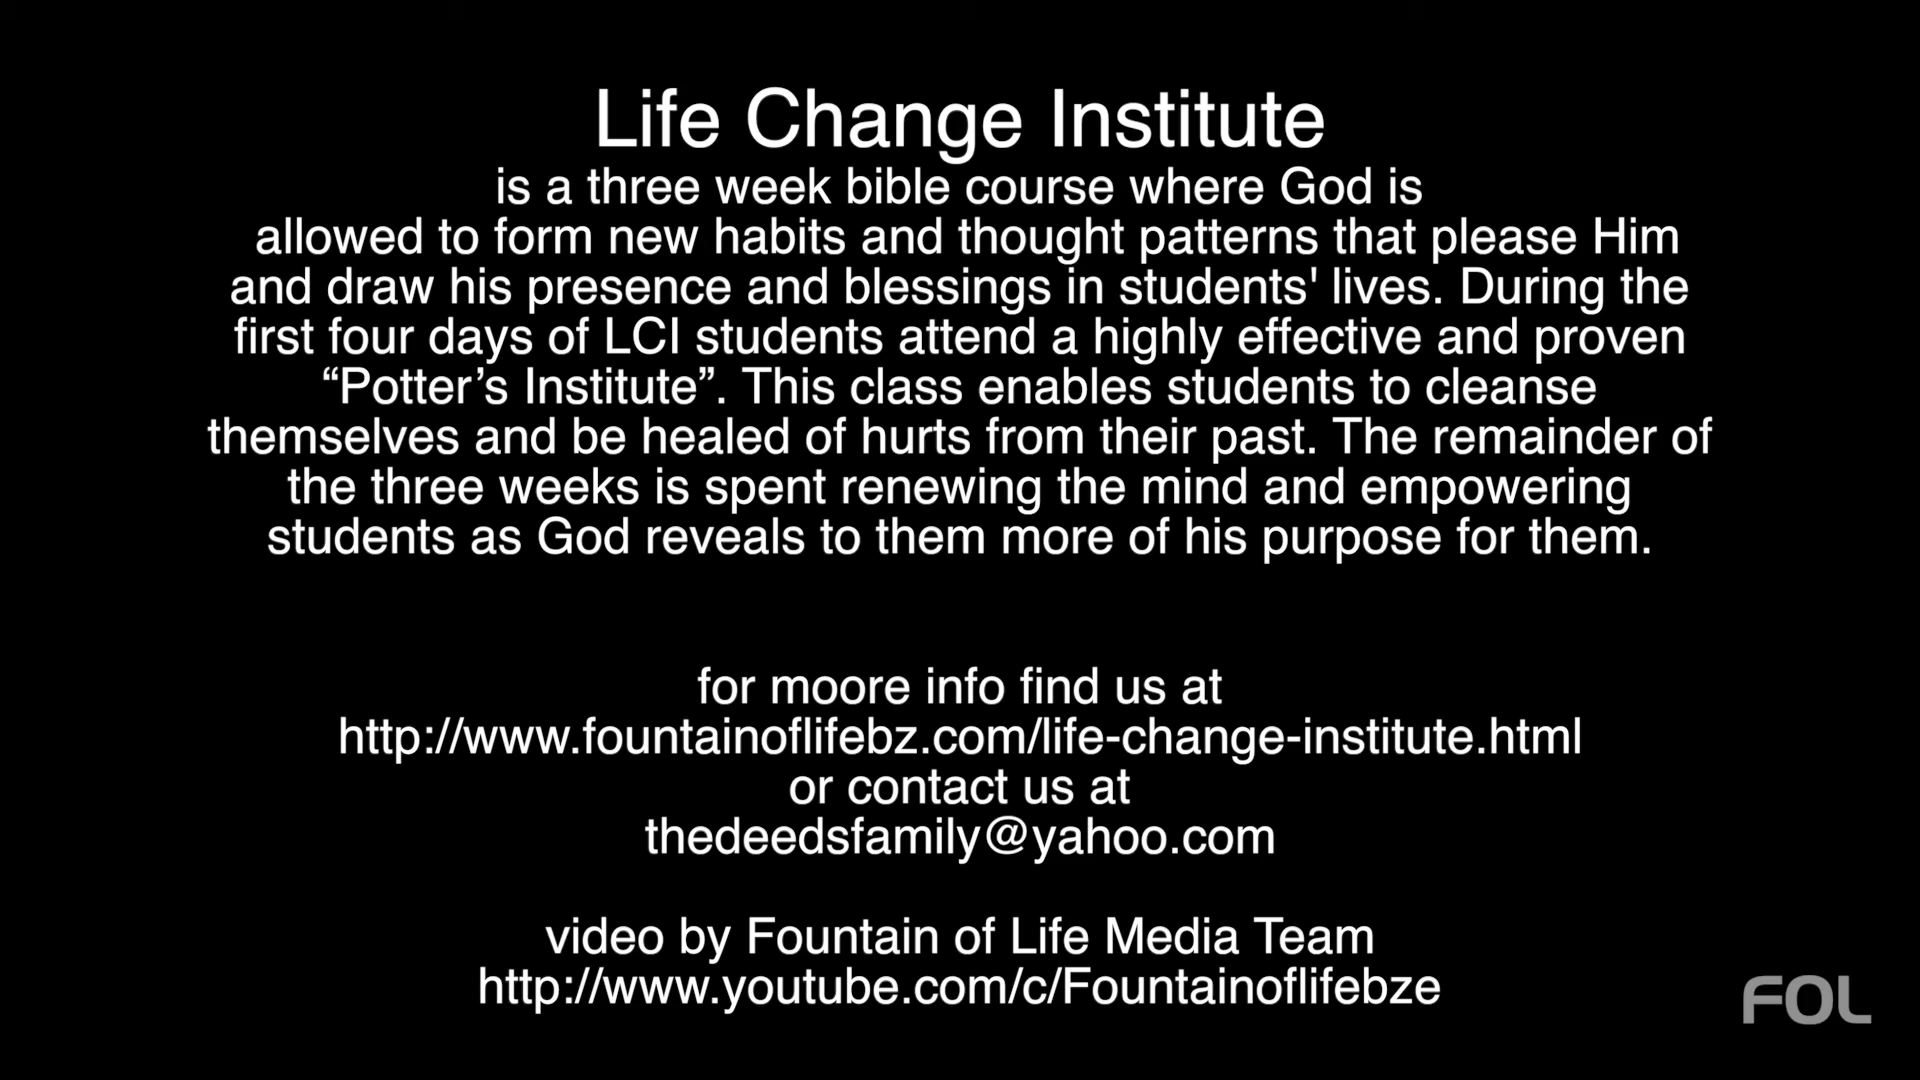 Life Change Institute
is a three week bible course where God is
allowed to form new habits and thought patterns that please Him
and draw his presence and blessings in students' lives. During the
first four days of LCI students attend a highly effective and proven
“Potter’s Institute”. This class enables students to cleanse
themselves and be healed of hurts from their past. The remainder of
the three weeks is spent renewing the mind and empowering
students as God reveals to them more of his purpose for them.
for moore info find us at
http://www.fountainoflifebz.com/life-change-institute.html
or contact us at
thedeedsfamily@yahoo.com
video by Fountain of Life Media Team
http://www.youtube.com/c/Fountainoflifebze
FOL